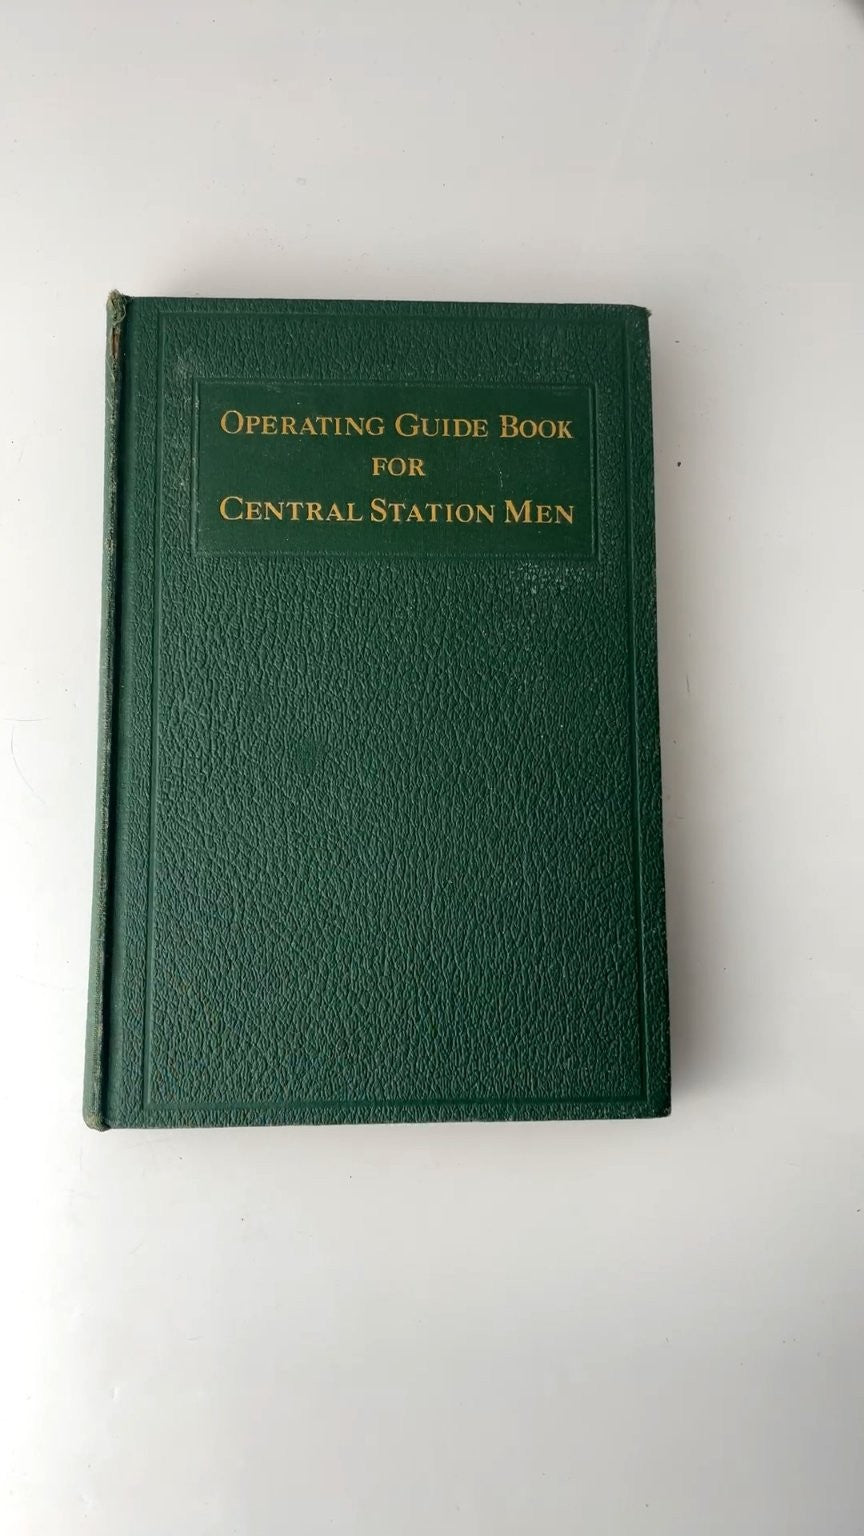 OPERATING GUIDE BOOK
FOR
CENTRAL STATION MEN